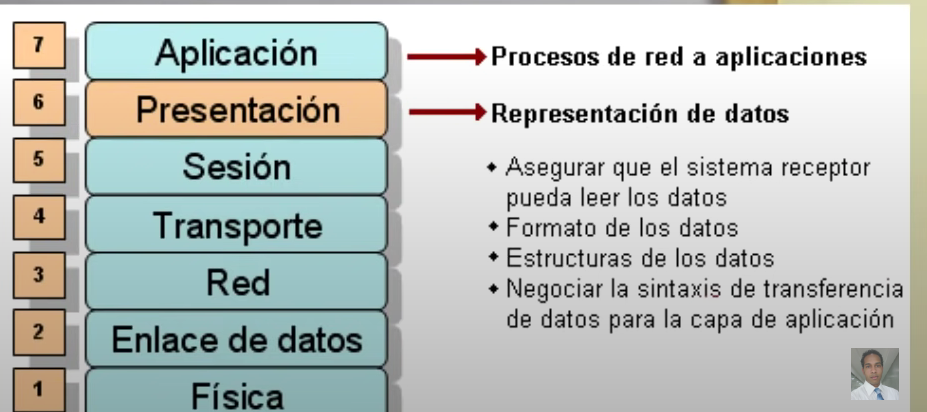 7 Aplicación Procesos de red a aplicaciones
6 Presentación Representación de datos
5 Sesión
4 Transporte
3 Red
2 Enlace de datos
1 Física
Asegurar que el sistema receptor
pueda leer los datos
Formato de los datos
Estructuras de los datos
Negociar la sintaxis de transferencia
de datos para la capa de aplicación